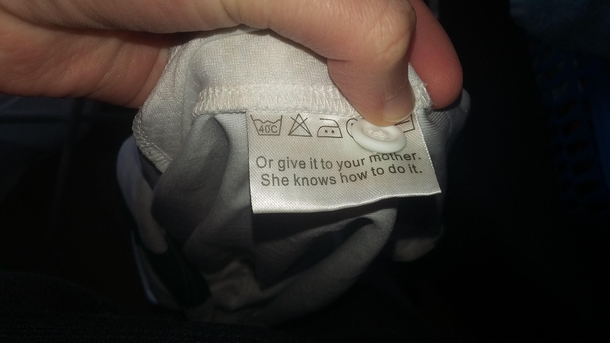 40C
Or give it to your mother.
She knows how to do it.